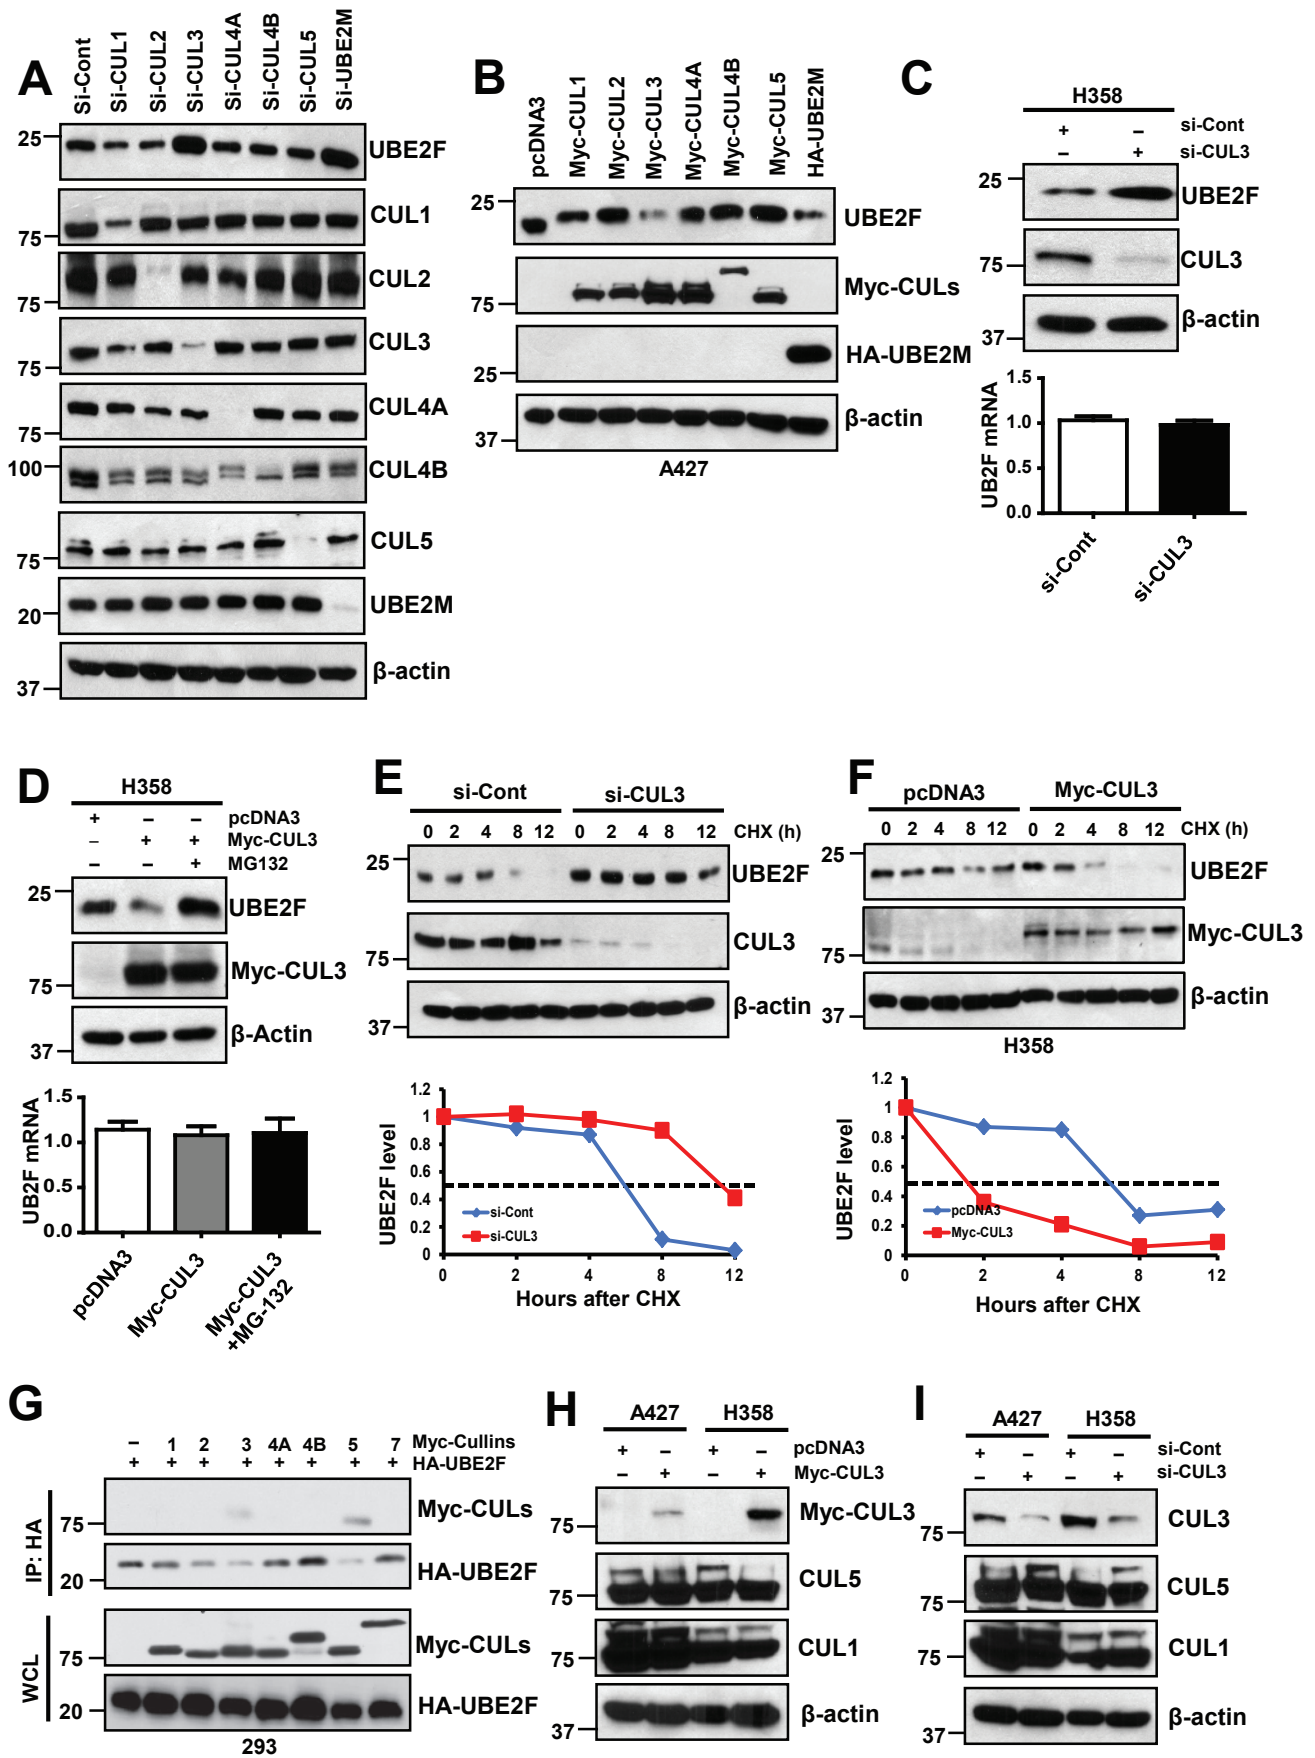 A
Si-Cont
Si-CUL1
Si-CUL2
Si-CUL3
Si-CUL4A
Si-CUL4B
Si-CUL5
Si-UBE2M
25
UBE2F
75
CUL1
75
CUL2
75
CUL3
75
CUL4A
100
CUL4B
75
CUL5
20
UBE2M
37
β-actin
B
pcDNA3
Myc-CUL1
Myc-CUL2
Myc-CUL3
Myc-CUL4A
Myc-CUL4B
Myc-CUL5
HA-UBE2M
25
UBE2F
75
Myc-CULs
25
HA-UBE2M
37
β-actin
A427
C
H358
+ – si-Cont
– + si-CUL3
25
UBE2F
75
CUL3
37
β-actin
UB2F mRNA
1.5
1.0
0.5
0.0
si-Cont
si-CUL3
D
H358
+ – – pcDNA3
– + + Myc-CUL3
– – + MG132
25
UBE2F
75
Myc-CUL3
37
β-Actin
UB2F mRNA
1.5
1.0
0.5
0.0
pcDNA3
Myc-CUL3
Myc-CUL3
+MG-132
E
si-Cont si-CUL3
0 2 4 8 12 0 2 4 8 12 CHX (h)
25
UBE2F
75
CUL3
37
β-actin
UBE2F level
1.2
1
0.8
0.6
0.4
0.2
0
si-Cont
si-CUL3
0 2 4 8 12
Hours after CHX
F
pcDNA3 Myc-CUL3
0 2 4 8 12 0 2 4 8 12 CHX (h)
25
UBE2F
75
Myc-CUL3
37
β-actin
H358
UBE2F level
1.2
1
0.8
0.6
0.4
0.2
0
pcDNA3
Myc-CUL3
0 2 4 8 12
Hours after CHX
G
– 1 2 3 4A 4B 5 7 Myc-Cullins
+ + + + + + + + HA-UBE2F
IP: HA
75
Myc-CULs
20
HA-UBE2F
WCL
75
Myc-CULs
20
HA-UBE2F
293
H
A427 H358
+ – + – pcDNA3
– + – + Myc-CUL3
75
Myc-CUL3
75
CUL5
75
CUL1
37
β-actin
I
A427 H358
+ – + – si-Cont
– + – + si-CUL3
75
CUL3
75
CUL5
75
CUL1
37
β-actin